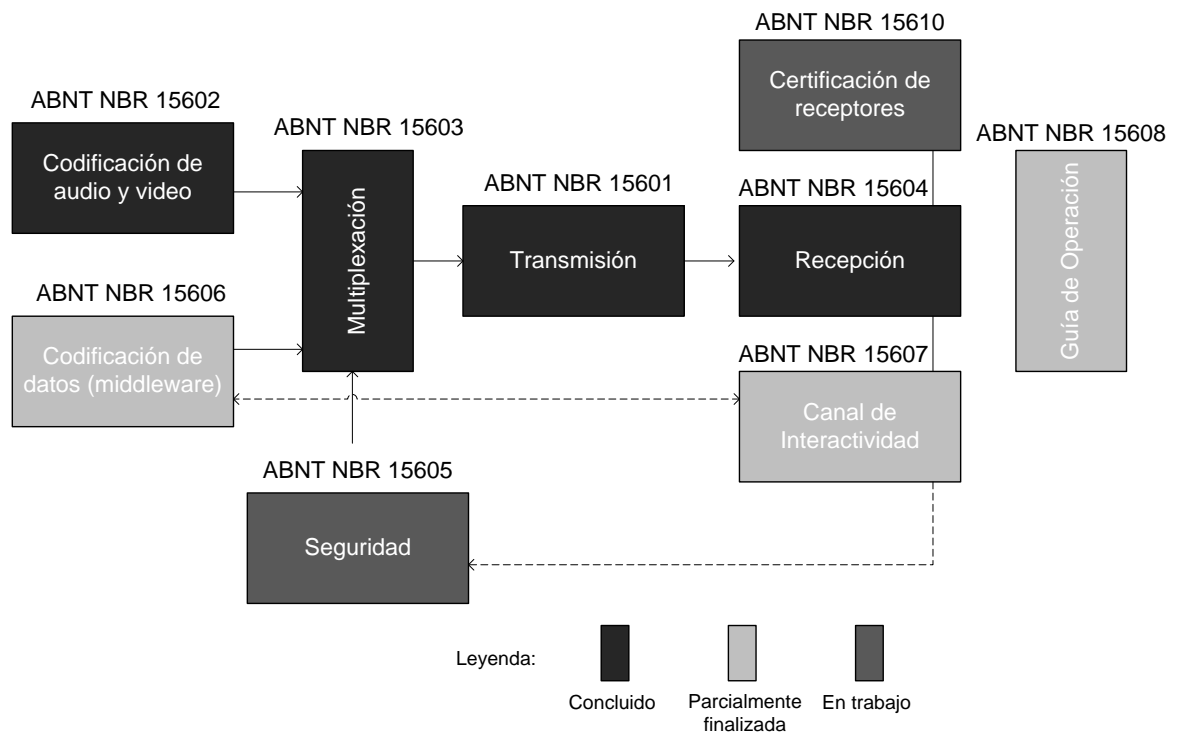 ABNT NBR 15610
Certificación de
receptores
ABNT NBR 15602
Codificación de
audio y video
ABNT NBR 15603
Multiplexación
ABNT NBR 15601
Transmisión
ABNT NBR 15604
Recepción
ABNT NBR 15608
Guía de Operación
ABNT NBR 15606
Codificación de
datos (middleware)
ABNT NBR 15607
Canal de
Interactividad
ABNT NBR 15605
Seguridad
Leyenda:
Concluido
Parcialmente
finalizada
En trabajo